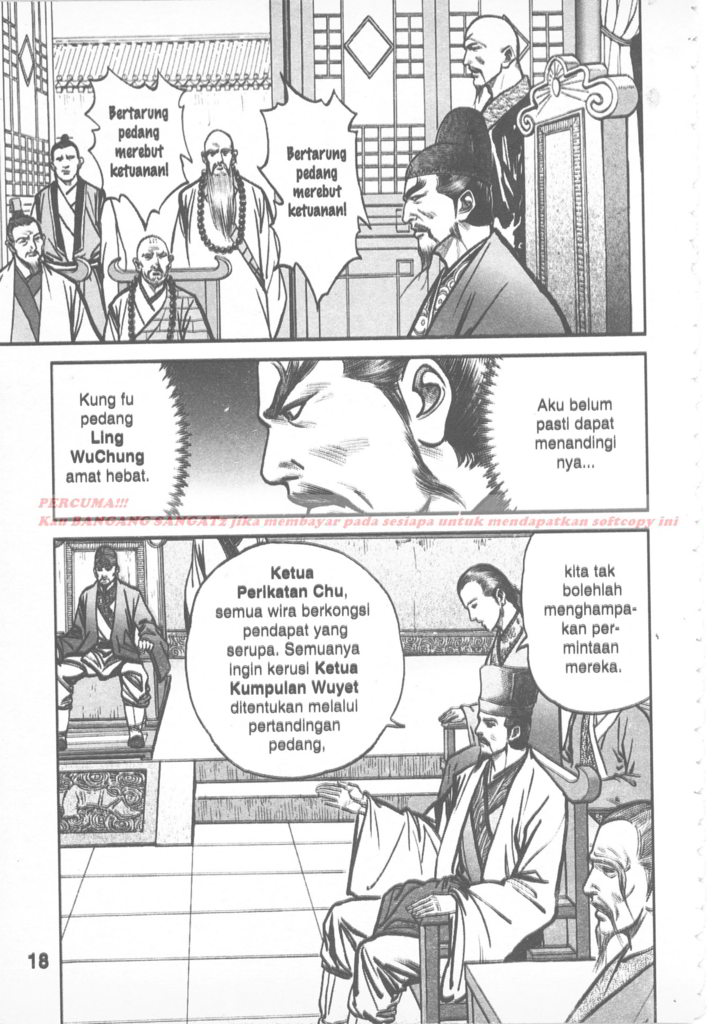 Bertarung
pedang
merebut
ketuanan!
Bertarung
pedang
merebut
ketuanan!
Kung fu
pedang
Ling
WuChung
amat hebat.
Aku belum
pasti dapat
menandingi
nya...
PERCUMA!!!
Kau BANGANG SANGATz jika membayar pada sesiapa untuk mendapatkan softcopy ini
Ketua
Perikatan Chu,
semua wira berkongsi
pendapat yang
serupa. Semuanya
ingin kerusi Ketua
Kumpulan Wuyet
ditentukan melalui
pertandingan
pedang,
kita tak
bolehlah
menghampa-
kan per-
mintaan
mereka.
18